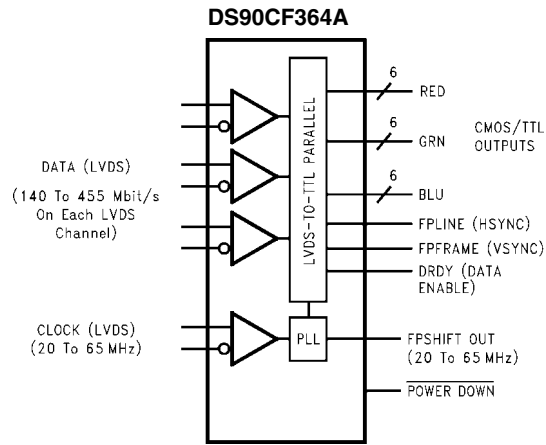 DS90CF364A
6
RED
6
GRN
CMOS/TTL
OUTPUTS
6
BLU
DATA (LVDS)
(140 To 455 Mbit/s
On Each LVDS
Channel)
LVDS-TO-TTL PARALLEL
FPLINE (HSYNC)
FPFRAME (VSYNC)
DRDY (DATA
ENABLE)
CLOCK (LVDS)
(20 To 65 MHz)
PLL
FPSHIFT OUT
(20 To 65 MHz)
POWER DOWN